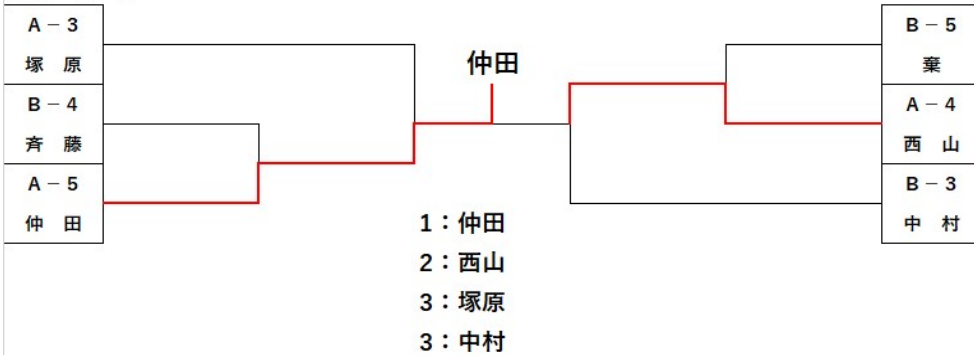 A－3
塚 原
B－4
斉 藤
A－5
仲 田
仲田
B－5
棄
A－4
西 山
B－3
中 村
1：仲田
2：西山
3：塚原
3：中村